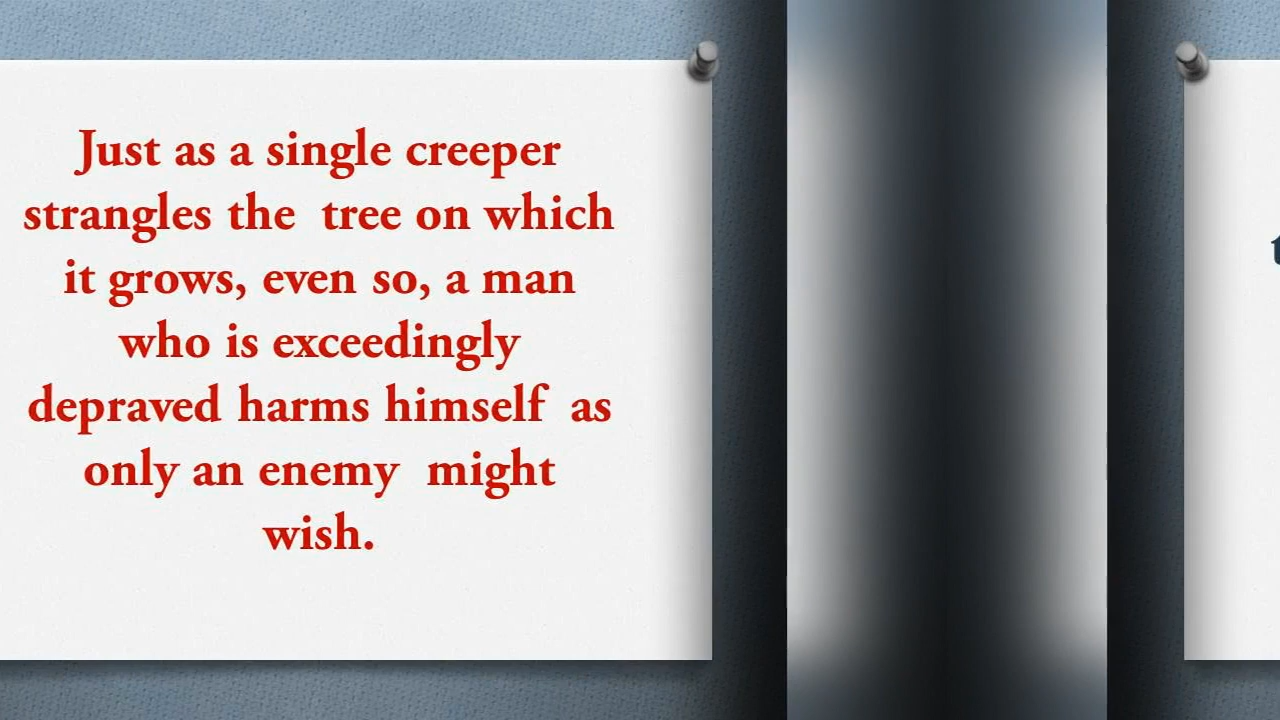 Just as a single creeper
strangles the tree on which
it grows, even so, a man
who is exceedingly
depraved harms himself as
only an enemy might
wish.